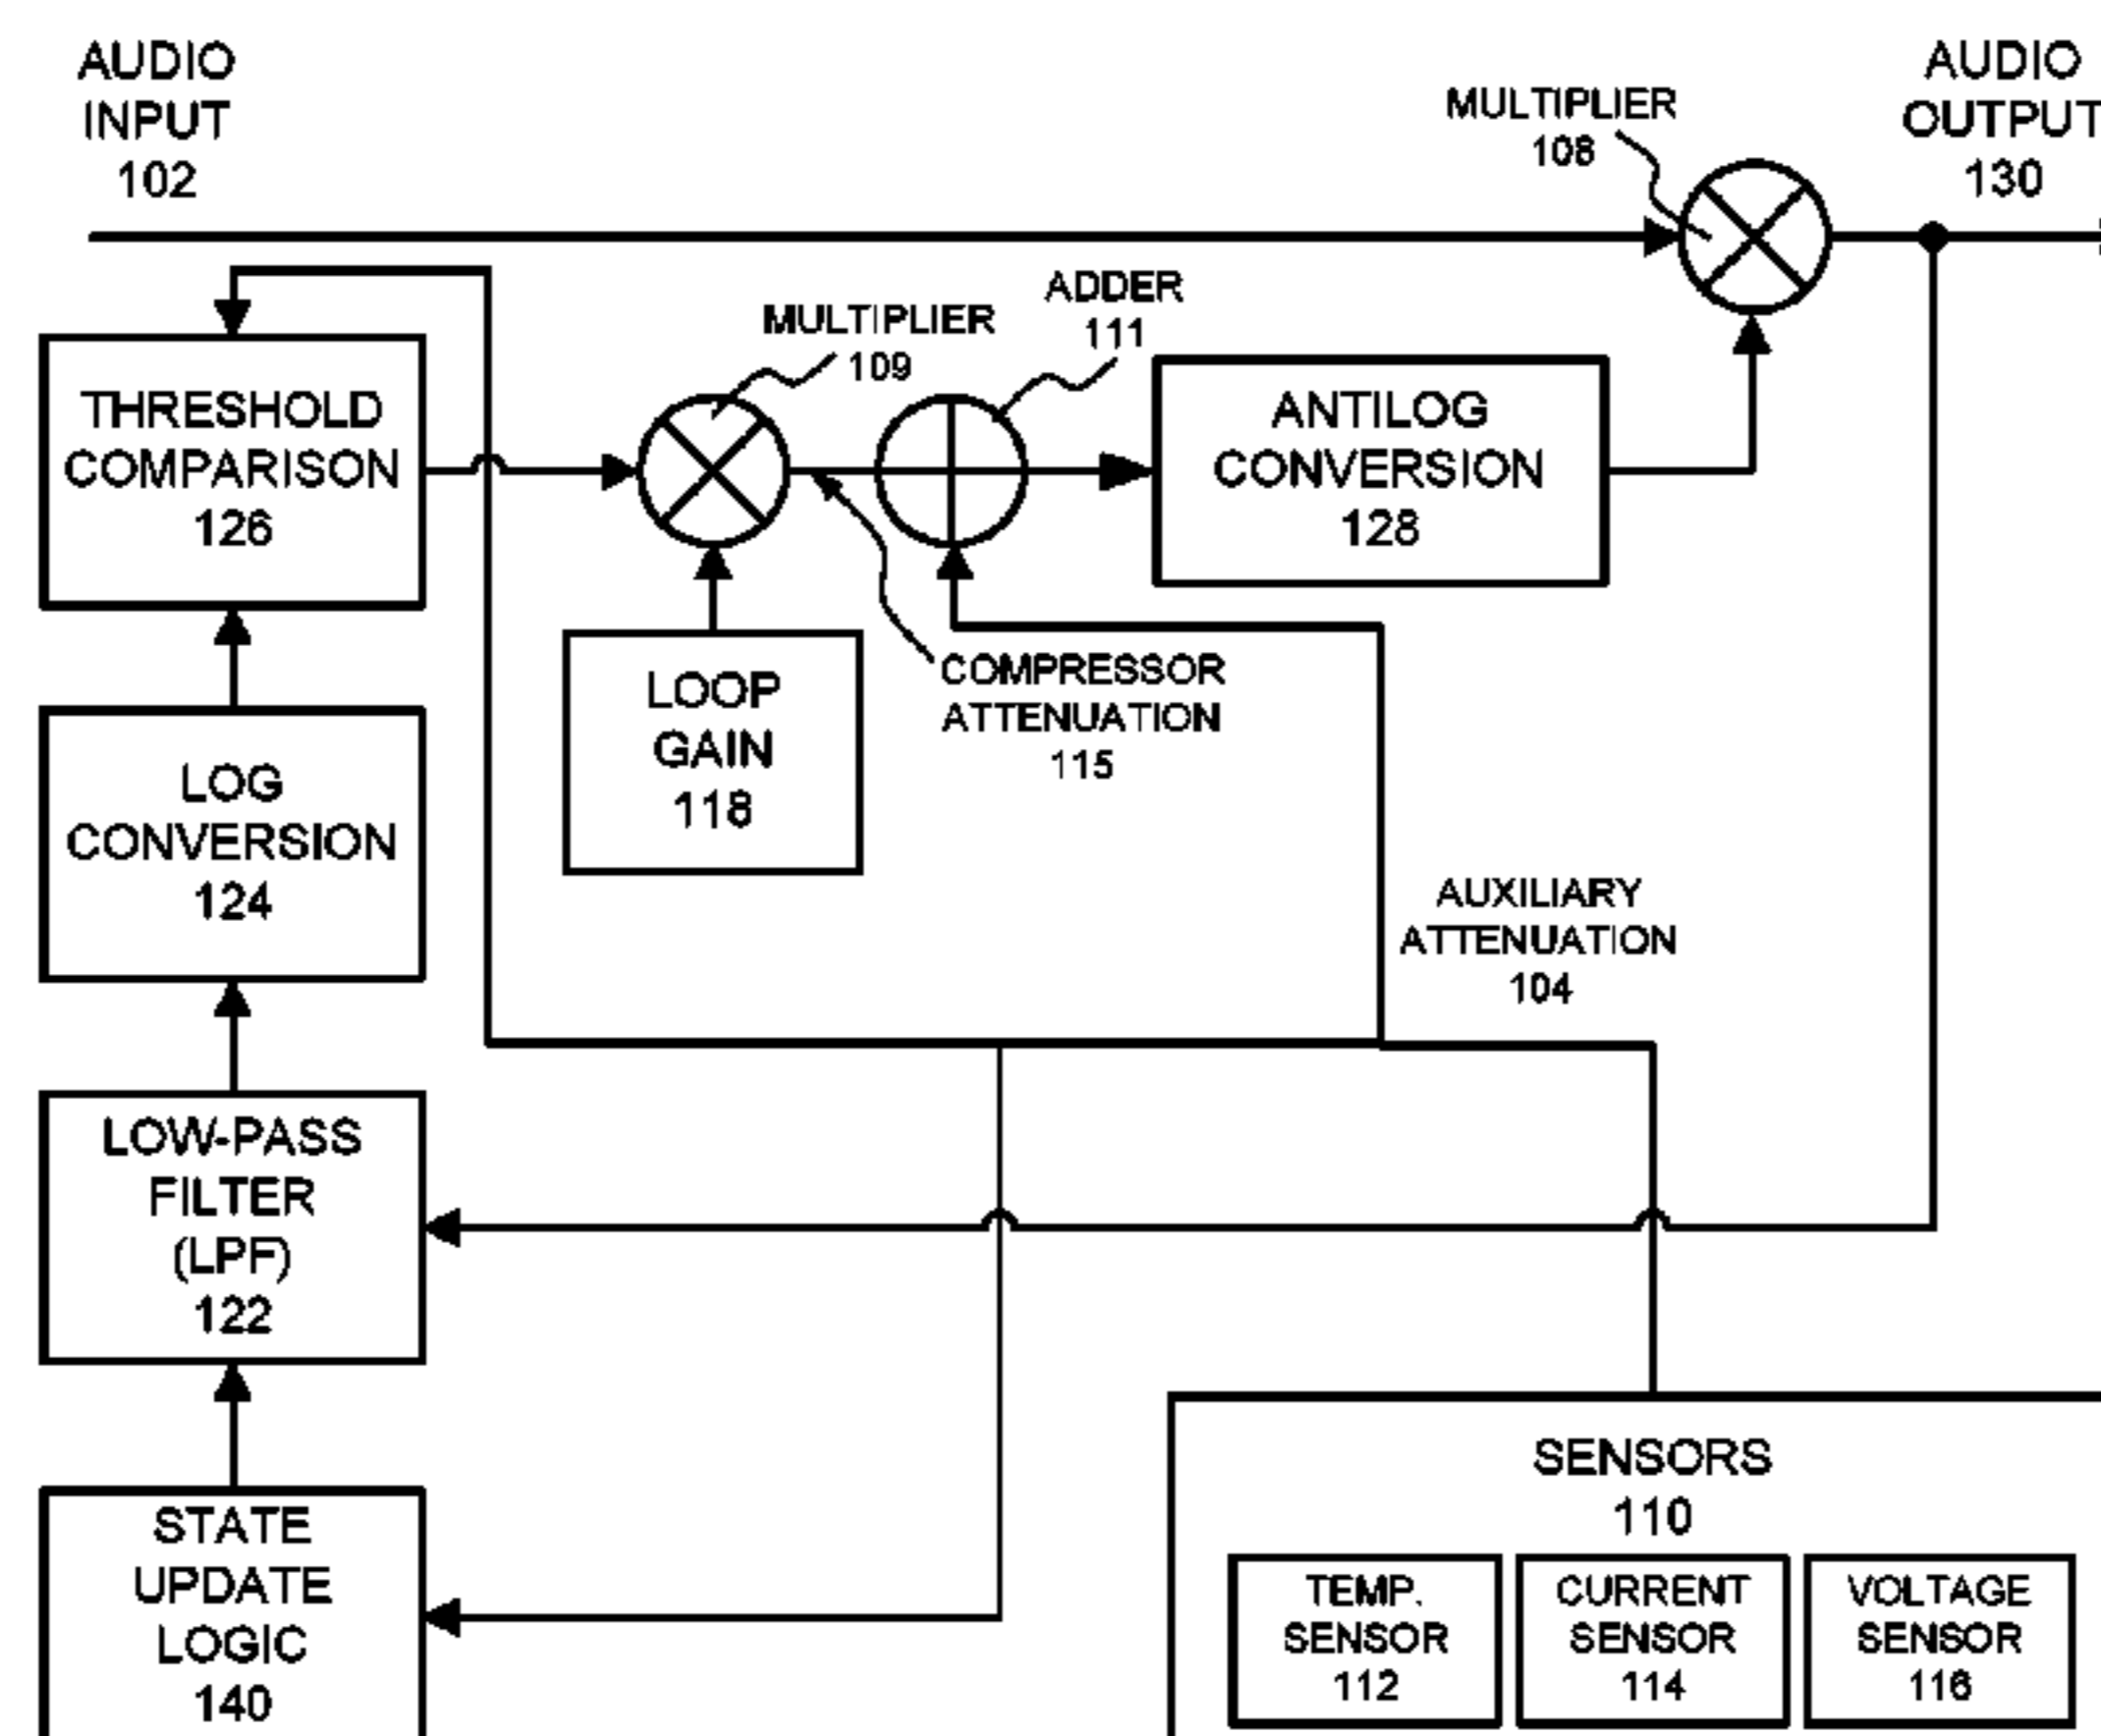 AUDIO
INPUT
102
MULTIPLIER
108
AUDIO
OUTPUT
130
MULTIPLIER
109
ADDER
111
THRESHOLD
COMPARISON
126
ANTILOG
CONVERSION
128
LOOP
GAIN
118
COMPRESSOR
ATTENUATION
115
LOG
CONVERSION
124
AUXILIARY
ATTENUATION
104
LOW-PASS
FILTER
(LPF)
122
STATE
UPDATE
LOGIC
140
SENSORS
110
TEMP.
SENSOR
112
CURRENT
SENSOR
114
VOLTAGE
SENSOR
116